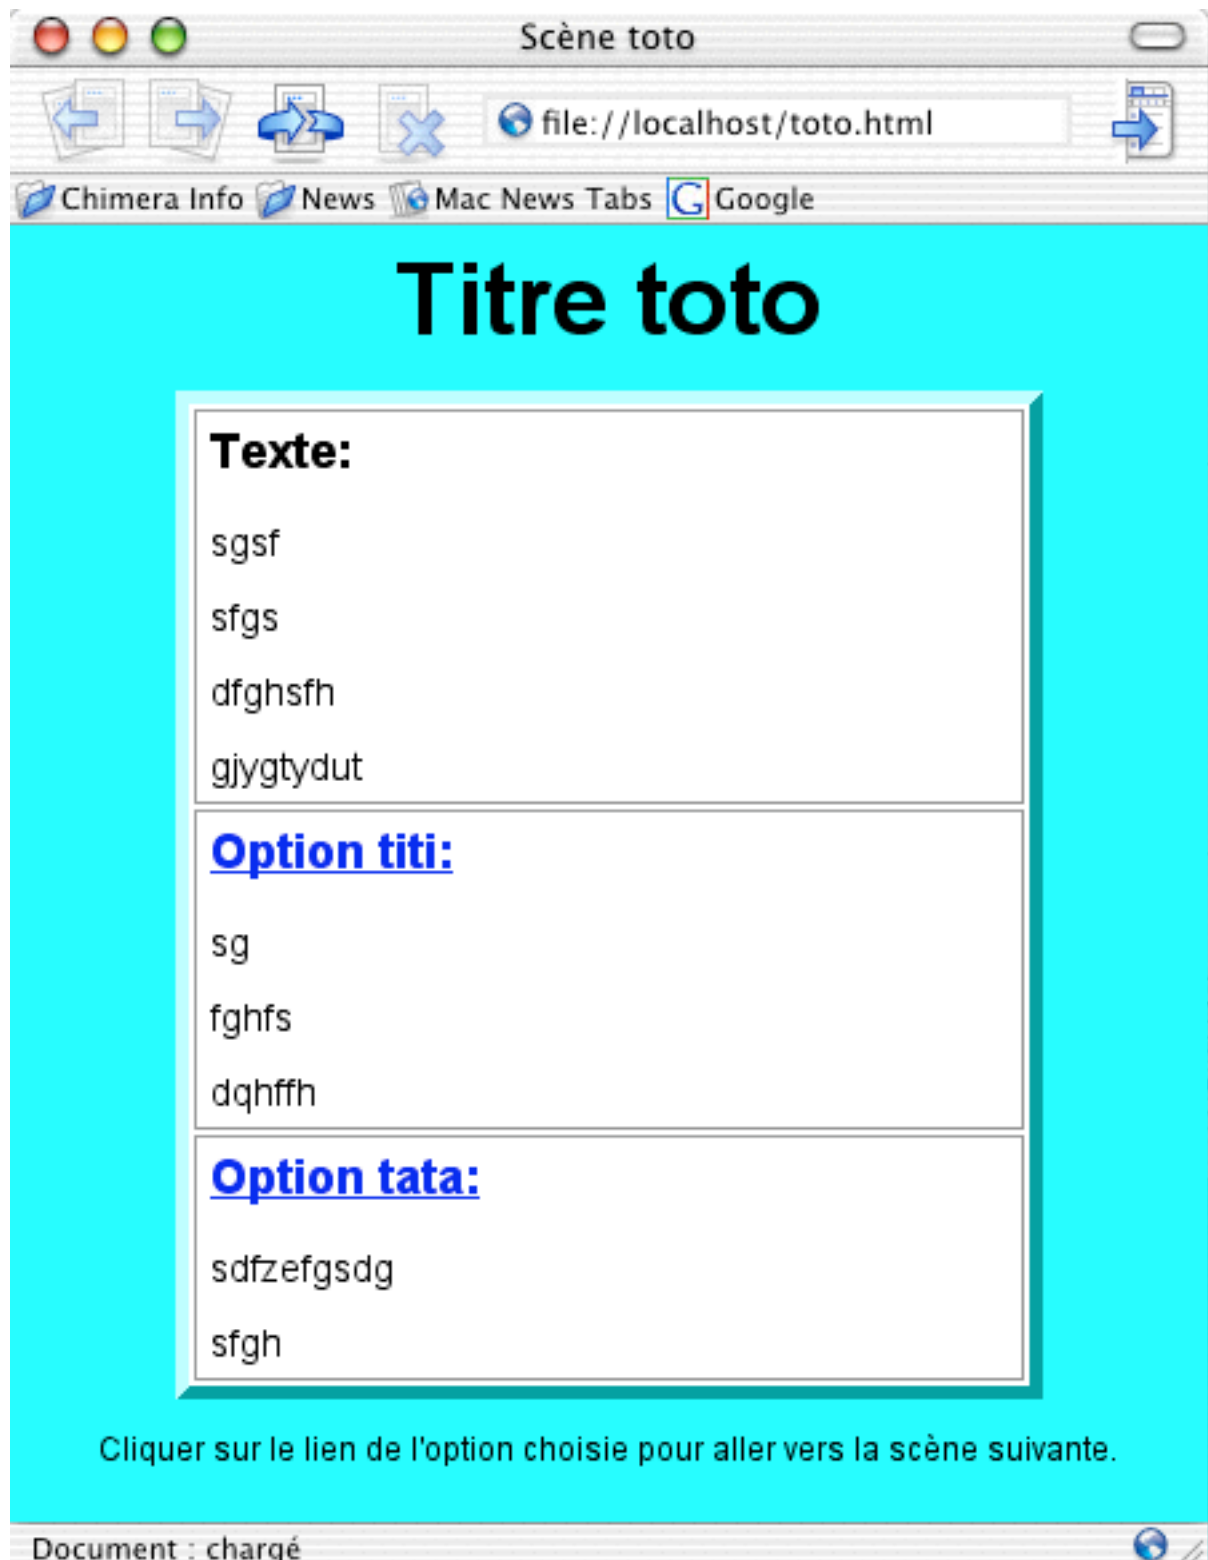 Scène toto
file://localhost/toto.html
Chimera Info News Mac News Tabs G Google
Titre toto
Texte:
sgsf
sfgs
dfghsfh
gjygtydut
Option titi:
sg
fghfs
dqhffh
Option tata:
sdfzefgsdg
sfgh
Cliquer sur le lien de l'option choisie pour aller vers la scène suivante.
Document : chargé